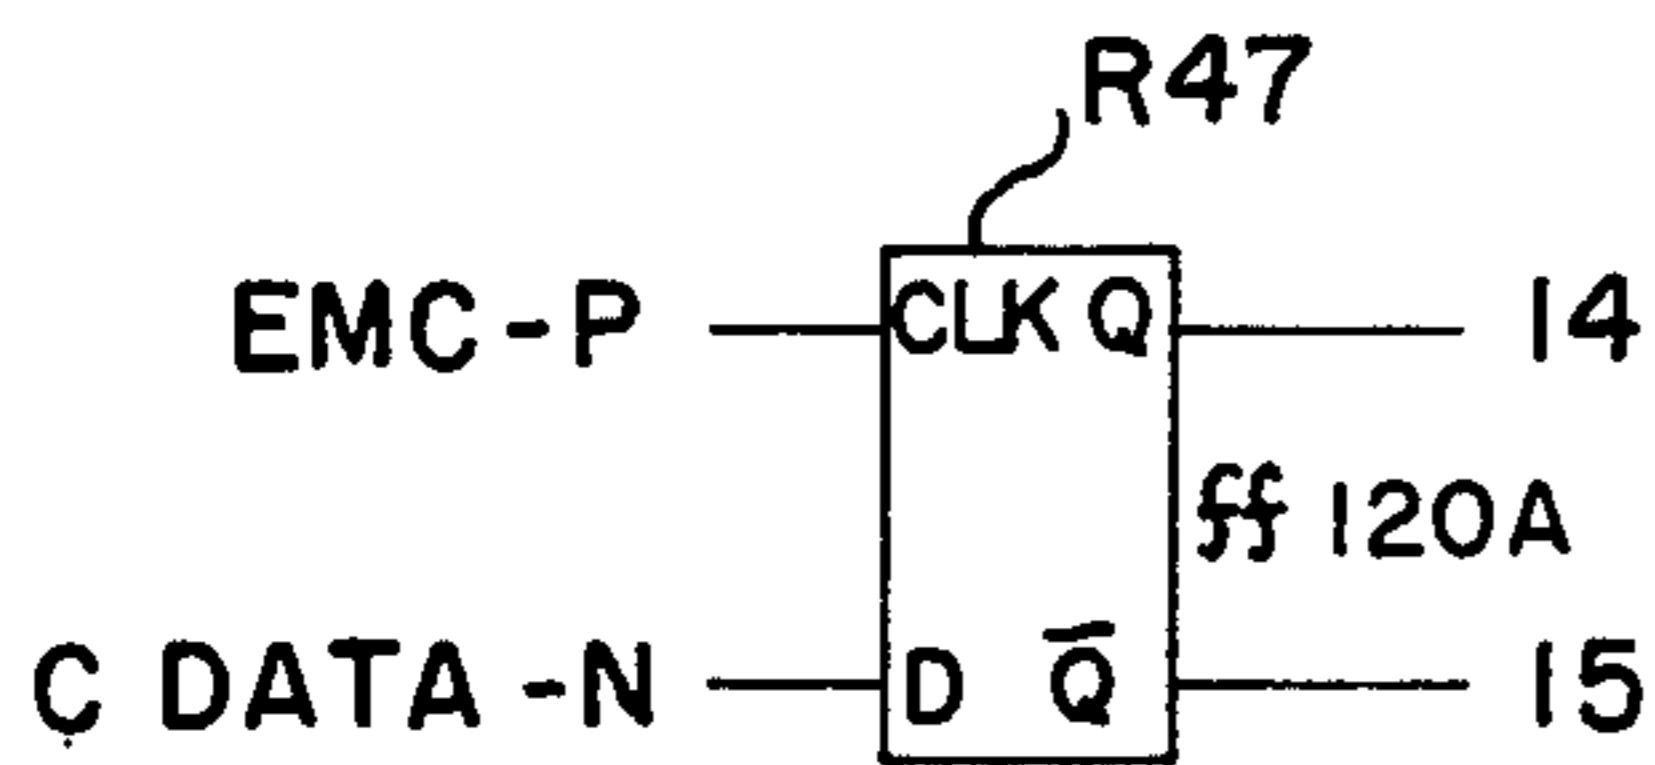 R47
EMC-P CLK Q 14
ff 120A
C DATA-N D Q̅ 15